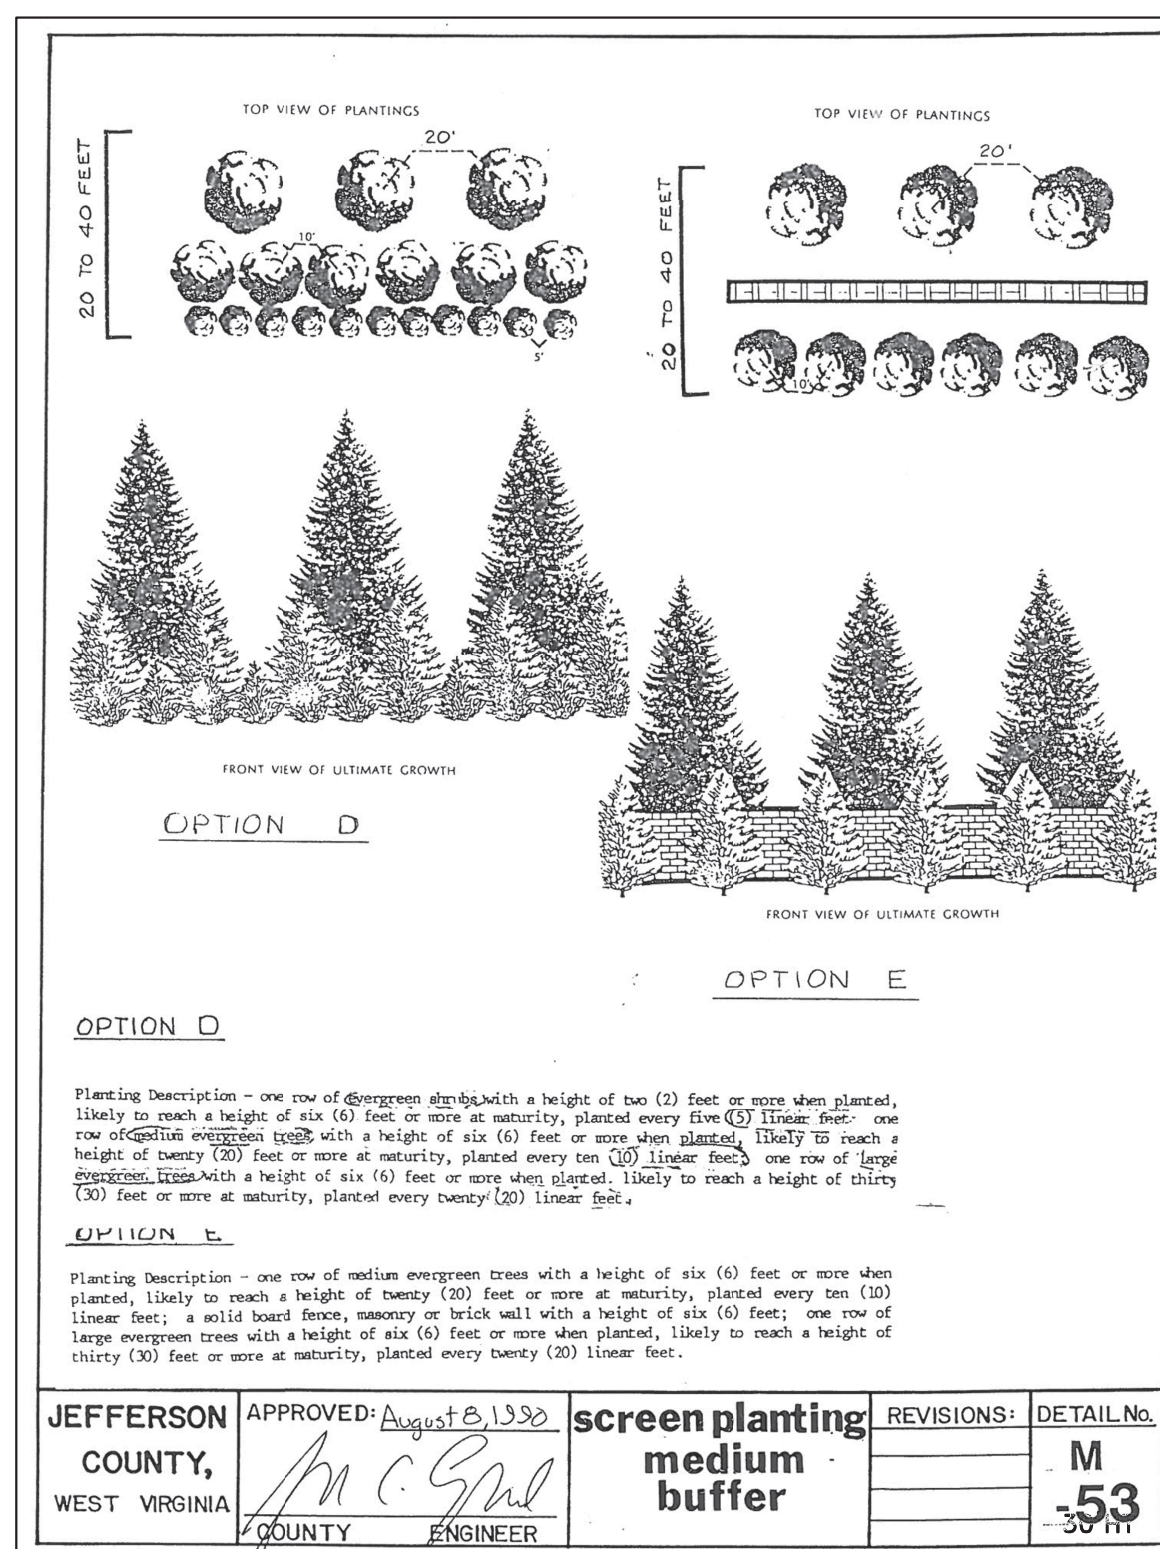 TOP VIEW OF PLANTINGS
20'
20 TO 40 FEET
10'
5'
FRONT VIEW OF ULTIMATE GROWTH
OPTION D
TOP VIEW OF PLANTINGS
20'
20 TO 40 FEET
10'
FRONT VIEW OF ULTIMATE GROWTH
OPTION E
OPTION D
Planting Description - one row of evergreen shrubs with a height of two (2) feet or more when planted,
likely to reach a height of six (6) feet or more at maturity, planted every five (5) linear feet. one
row of medium evergreen trees with a height of six (6) feet or more when planted, likely to reach a
height of twenty (20) feet or more at maturity, planted every ten (10) linear feet; one row of large
evergreen trees with a height of six (6) feet or more when planted. likely to reach a height of thirty
(30) feet or more at maturity, planted every twenty (20) linear feet.
OPTION E
Planting Description - one row of medium evergreen trees with a height of six (6) feet or more when
planted, likely to reach a height of twenty (20) feet or more at maturity, planted every ten (10)
linear feet; a solid board fence, masonry or brick wall with a height of six (6) feet; one row of
large evergreen trees with a height of six (6) feet or more when planted, likely to reach a height of
thirty (30) feet or more at maturity, planted every twenty (20) linear feet.
JEFFERSON
COUNTY,
WEST VIRGINIA
APPROVED: August 8, 1990
COUNTY ENGINEER
screen planting
medium
buffer
REVISIONS:
DETAIL No.
M
-53